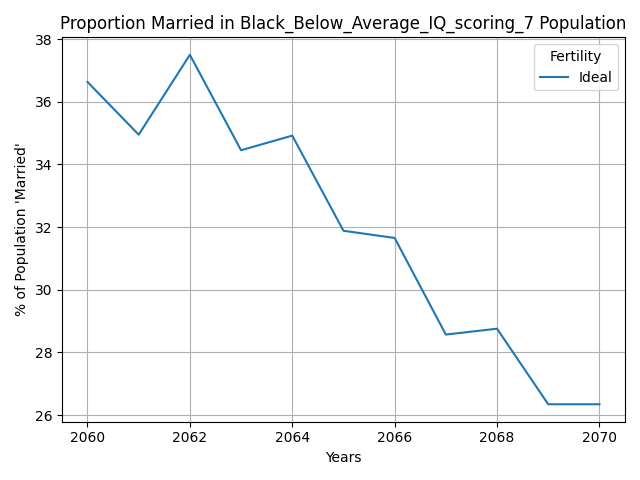 Proportion Married in Black_Below_Average_IQ_scoring_7 Population
Fertility
Ideal
% of Population 'Married'
38
36
34
32
30
28
26
2060
2062
2064
2066
2068
2070
Years